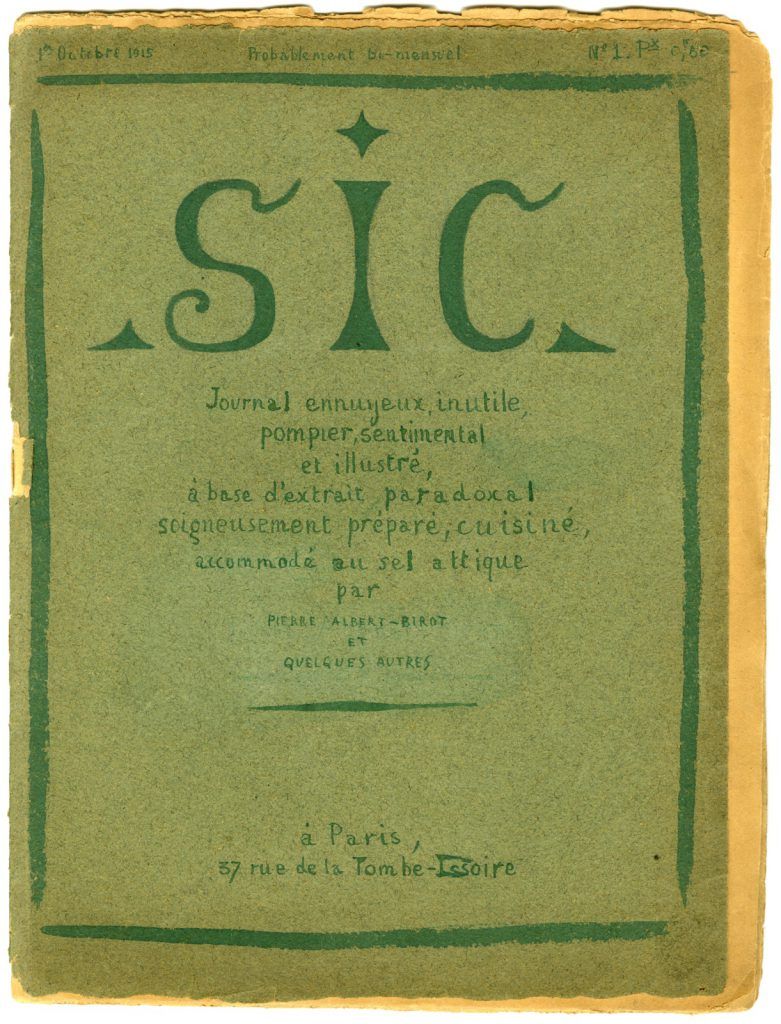 1er Octobre 1915 Probablement bi-mensuel No 1. Px
SIC
Journal ennuyeux, inutile,
pompier, sentimental
et illustré,
à base d'extrait paradoxal
soigneusement préparé, cuisiné,
accommodé au sel attique
par
PIERRE ALBERT-BIROT
ET
QUELQUES AUTRES
à Paris,
37 rue de la Tombe-Issoire